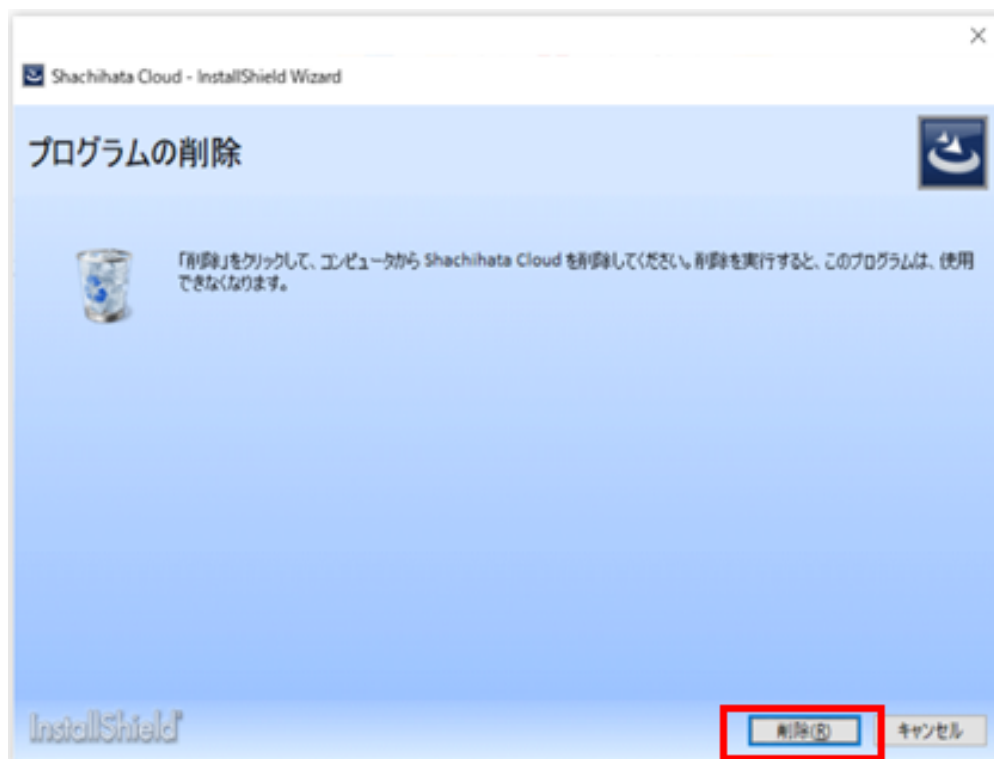 Shachihata Cloud - InstallShield Wizard
プログラムの削除
「削除」をクリックして、コンピュータから Shachihata Cloud を削除してください。削除を実行すると、このプログラムは、使用
できなくなります。
InstallShield
削除(R)
キャンセル